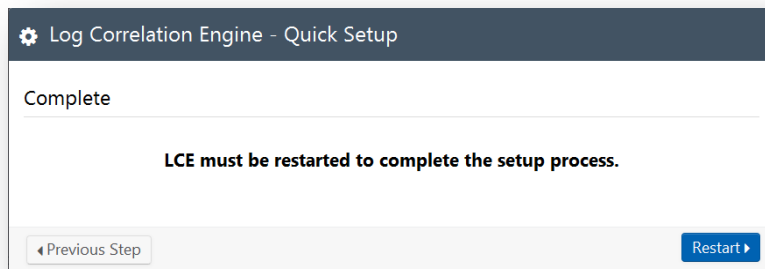 Log Correlation Engine - Quick Setup
Complete
LCE must be restarted to complete the setup process.
Previous Step
Restart